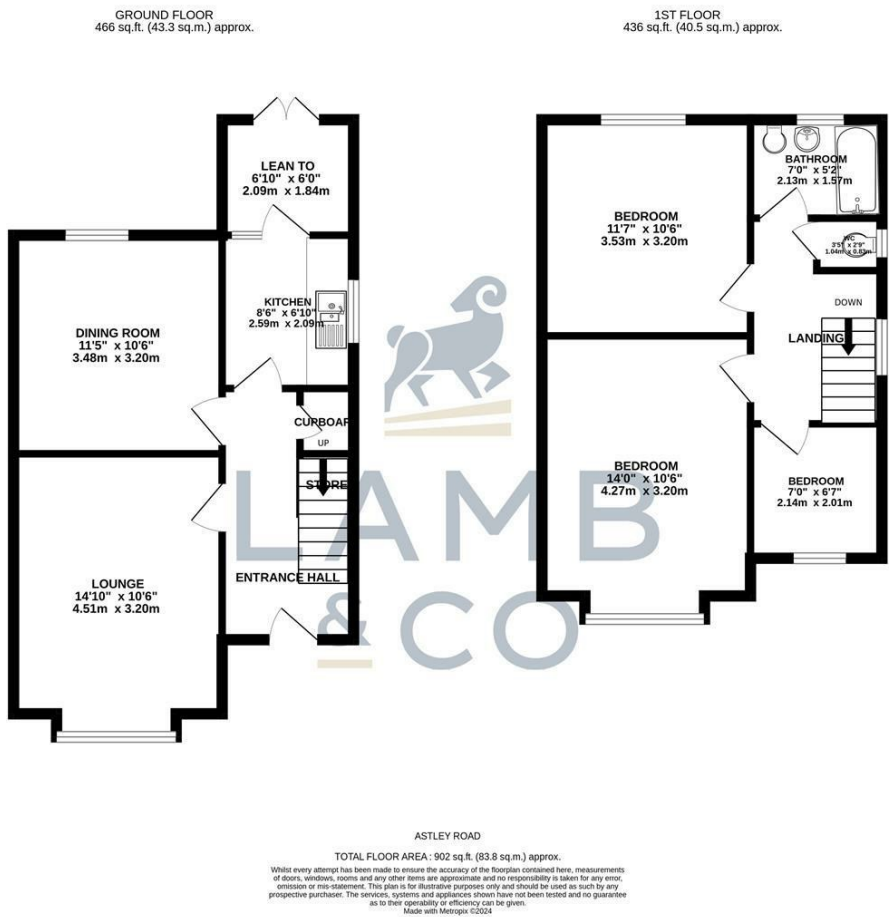 GROUND FLOOR
466 sq.ft. (43.3 sq.m.) approx.
1ST FLOOR
436 sq.ft. (40.5 sq.m.) approx.
LEAN TO
6'10" x 6'0"
2.09m x 1.84m
KITCHEN
8'6" x 6'10"
2.59m x 2.09m
DINING ROOM
11'5" x 10'6"
3.48m x 3.20m
CUPBOAR
UP
STORE
ENTRANCE HALL
LOUNGE
14'10" x 10'6"
4.51m x 3.20m
BEDROOM
11'7" x 10'6"
3.53m x 3.20m
BATHROOM
7'0" x 5'2"
2.13m x 1.57m
WC
3'5" x 2'9"
1.04m x 0.83m
DOWN
LANDING
BEDROOM
14'0" x 10'6"
4.27m x 3.20m
BEDROOM
7'0" x 6'7"
2.14m x 2.01m
LAMB
& CO
ASTLEY ROAD
TOTAL FLOOR AREA : 902 sq.ft. (83.8 sq.m.) approx.
Whilst every attempt has been made to ensure the accuracy of the floorplan contained here, measurements
of doors, windows, rooms and any other items are approximate and no responsibility is taken for any error,
omission or mis-statement. This plan is for illustrative purposes only and should be used as such by any
prospective purchaser. The services, systems and appliances shown have not been tested and no guarantee
as to their operability or efficiency can be given.
Made with Metropix ©2024